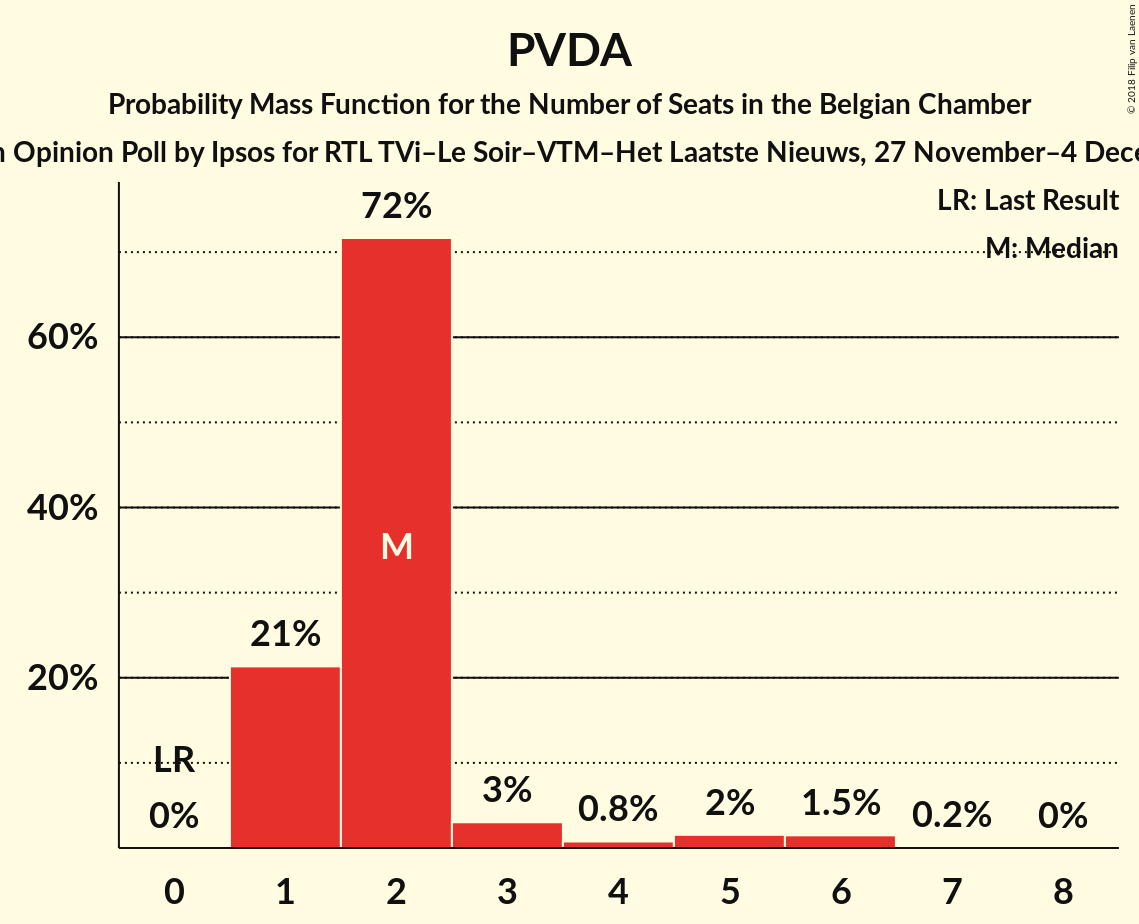 PVDA
Probability Mass Function for the Number of Seats in the Belgian Chamber
Opinion Poll by Ipsos for RTL TVi–Le Soir–VTM–Het Laatste Nieuws, 27 November–4
© 2018 Filip van Laenen
LR: Last Result
M: Median
72%
60%
40%
M
21%
20%
LR
0%
3%
0.8%
2%
1.5%
0.2%
0%
0 1 2 3 4 5 6 7 8